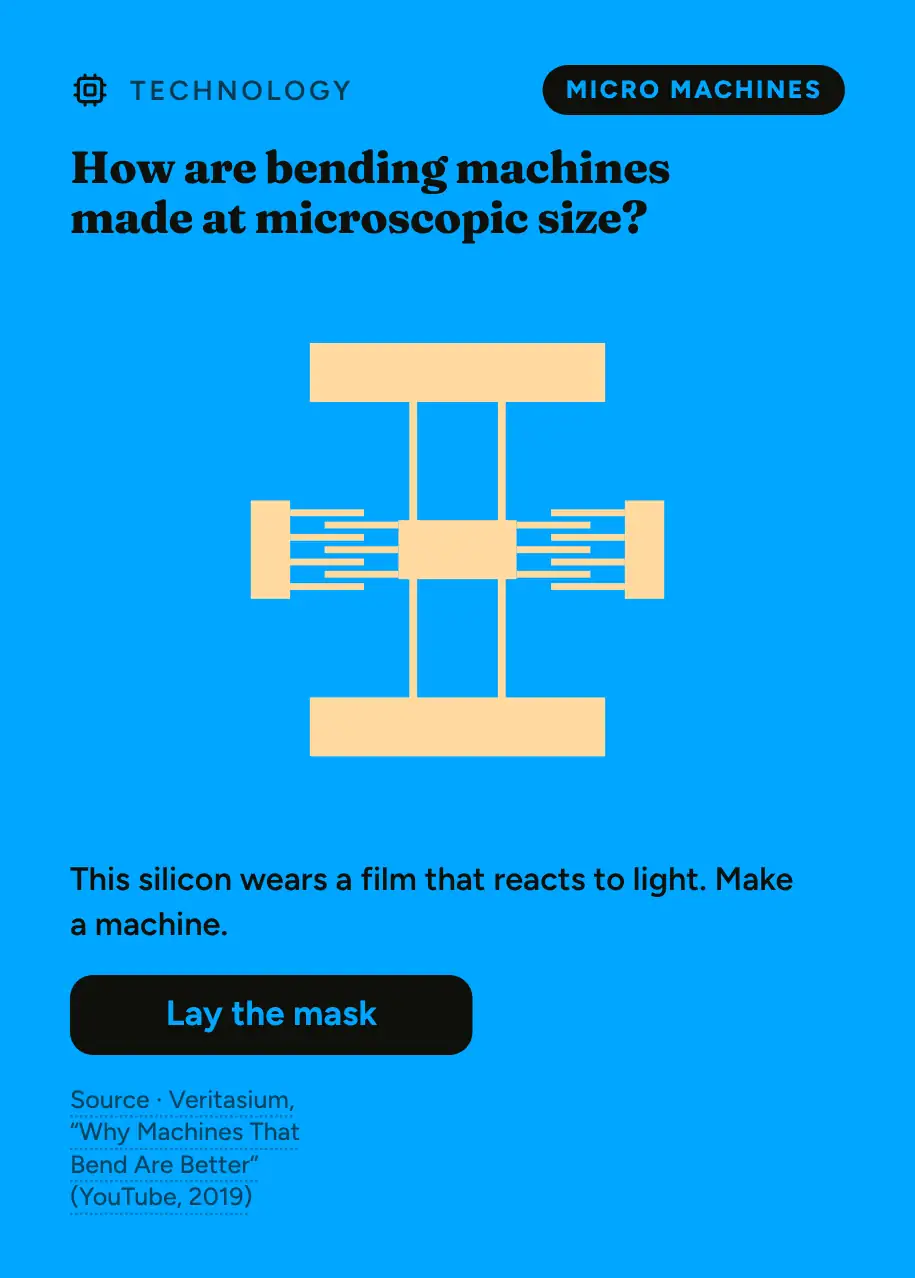 TECHNOLOGY
MICRO MACHINES
How are bending machines
made at microscopic size?
This silicon wears a film that reacts to light. Make
a machine.
Lay the mask
Source · Veritasium,
“Why Machines That
Bend Are Better”
(YouTube, 2019)